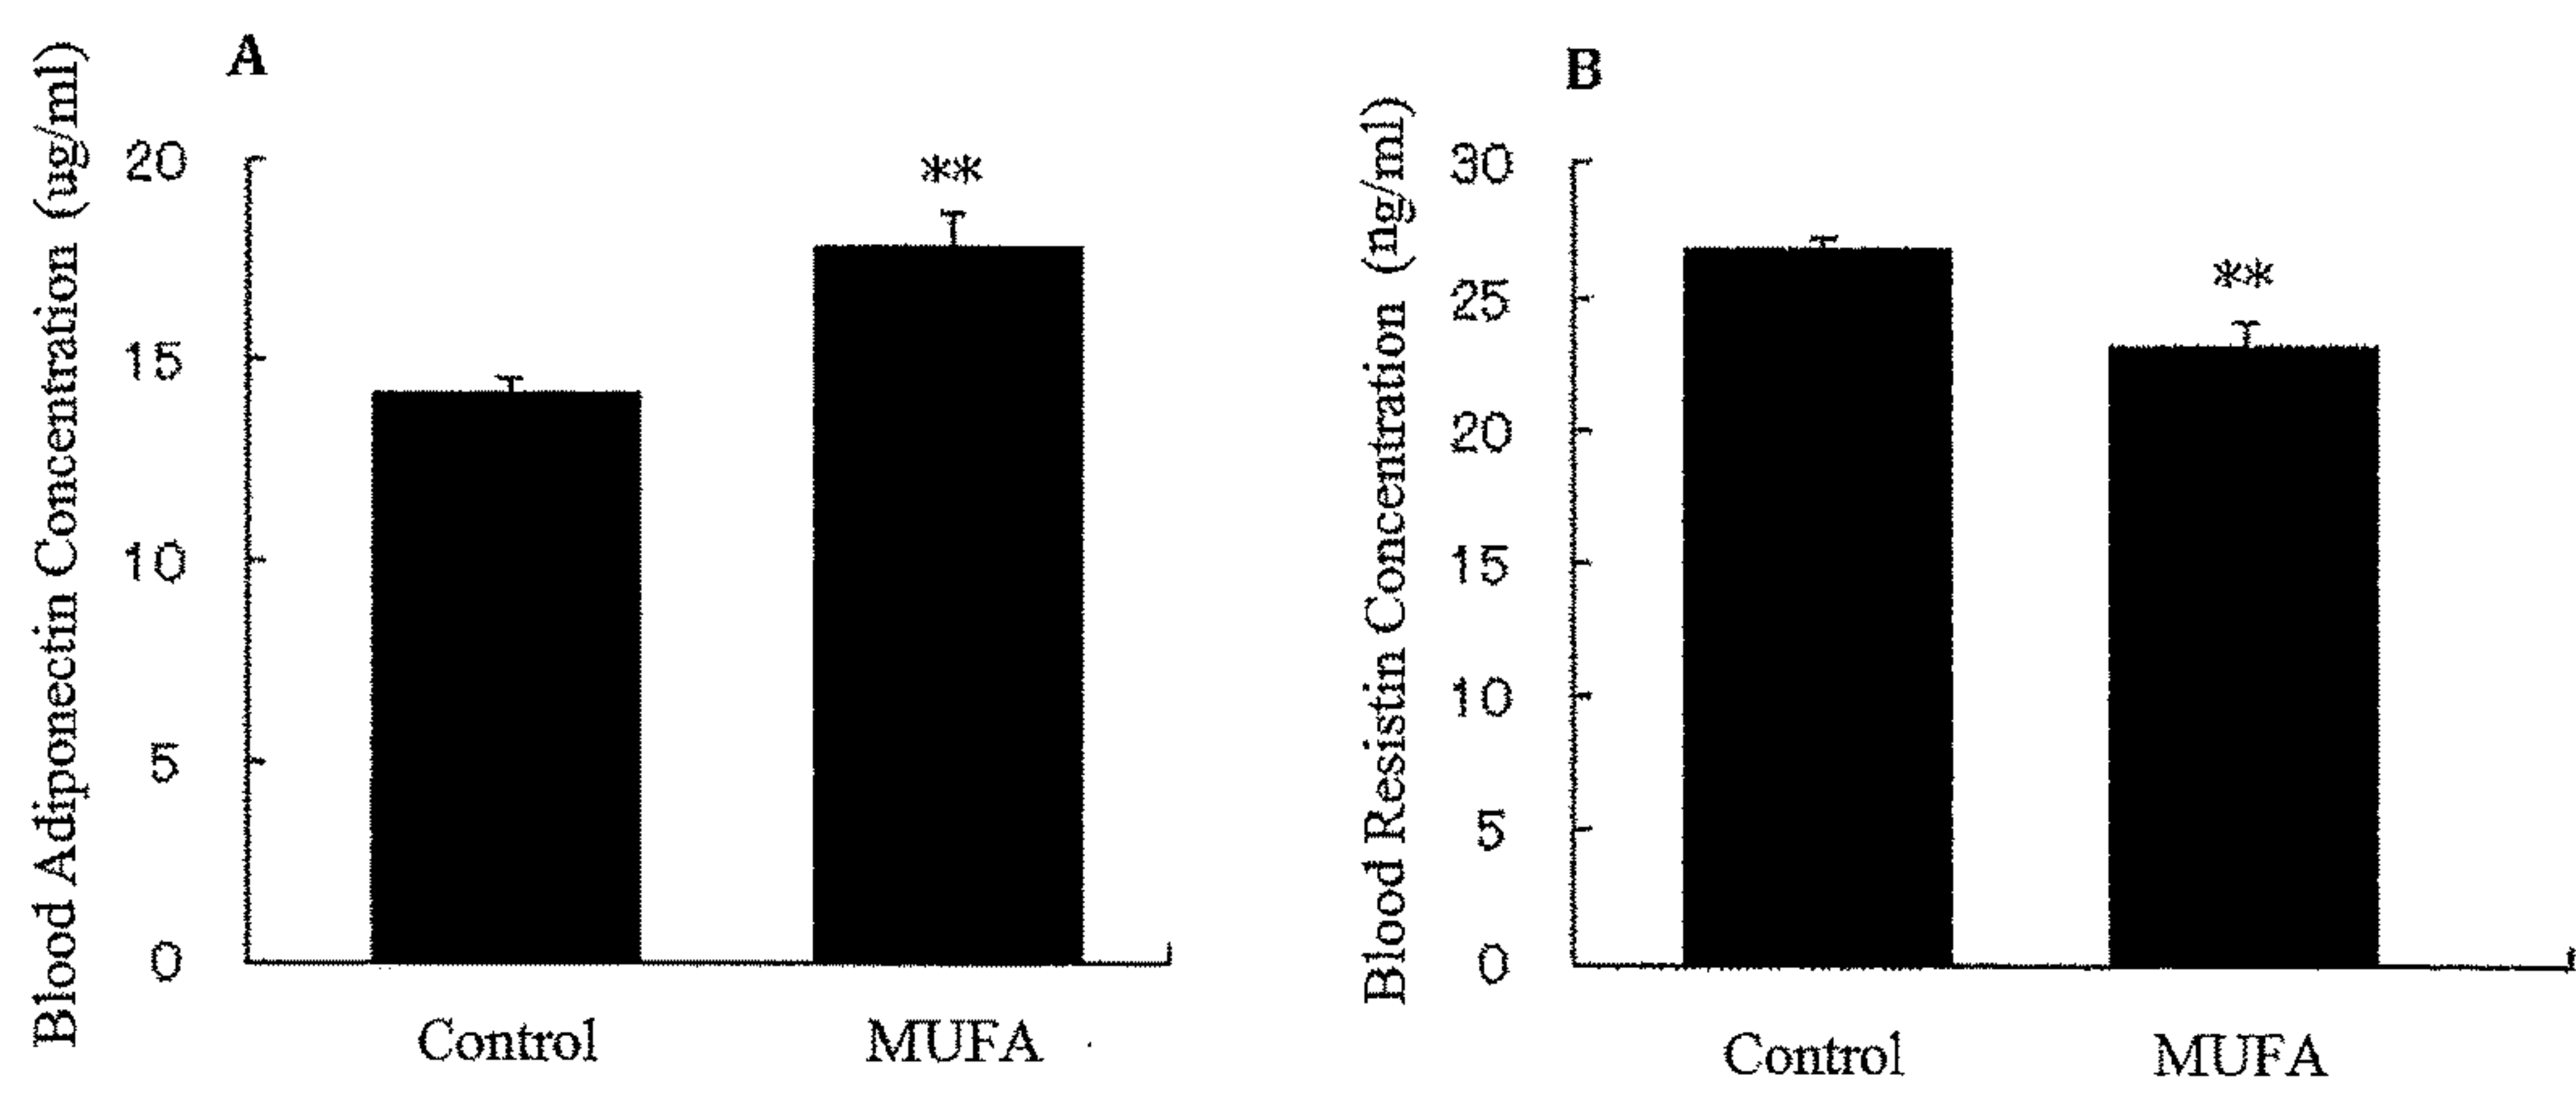 A
Blood Adiponectin Concentration (ug/ml)
20
15
10
5
0
**
Control MUFA
B
Blood Resistin Concentration (ng/ml)
30
25
20
15
10
5
0
**
Control MUFA